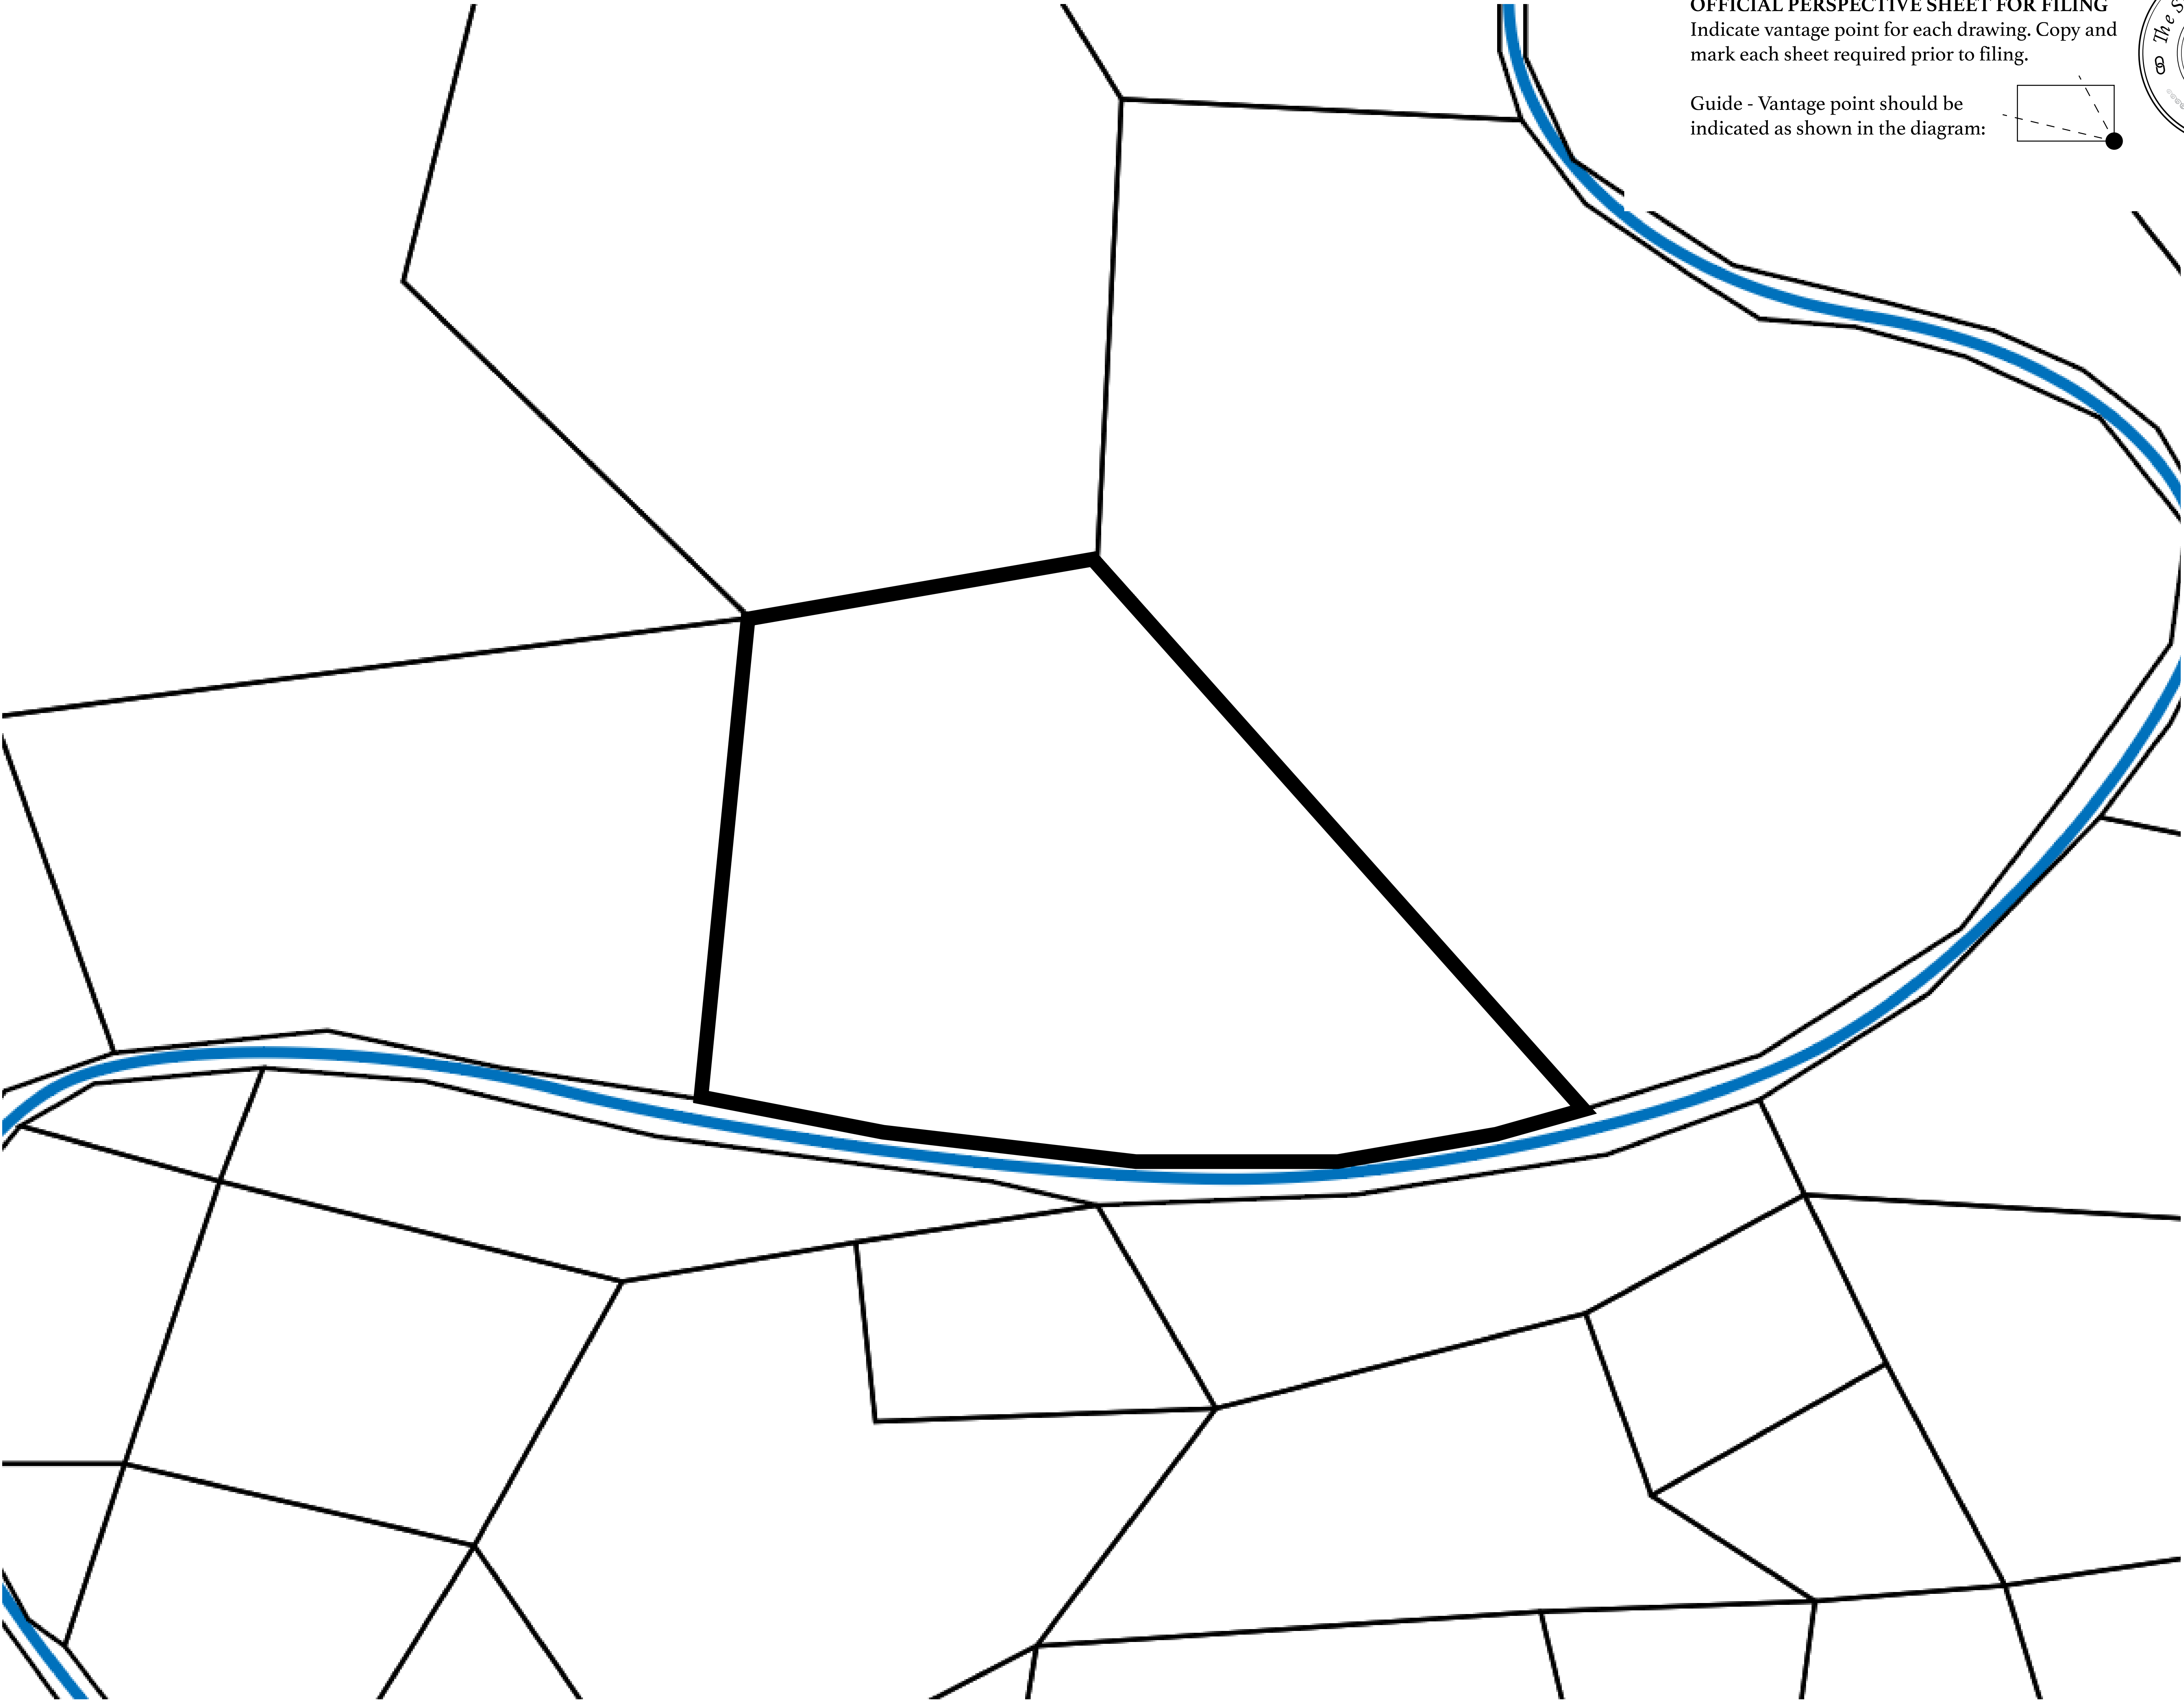 OFFICIAL PERSPECTIVE SHEET FOR FILING
Indicate vantage point for each drawing. Copy and
mark each sheet required prior to filing.
Guide - Vantage point should be
indicated as shown in the diagram:
The